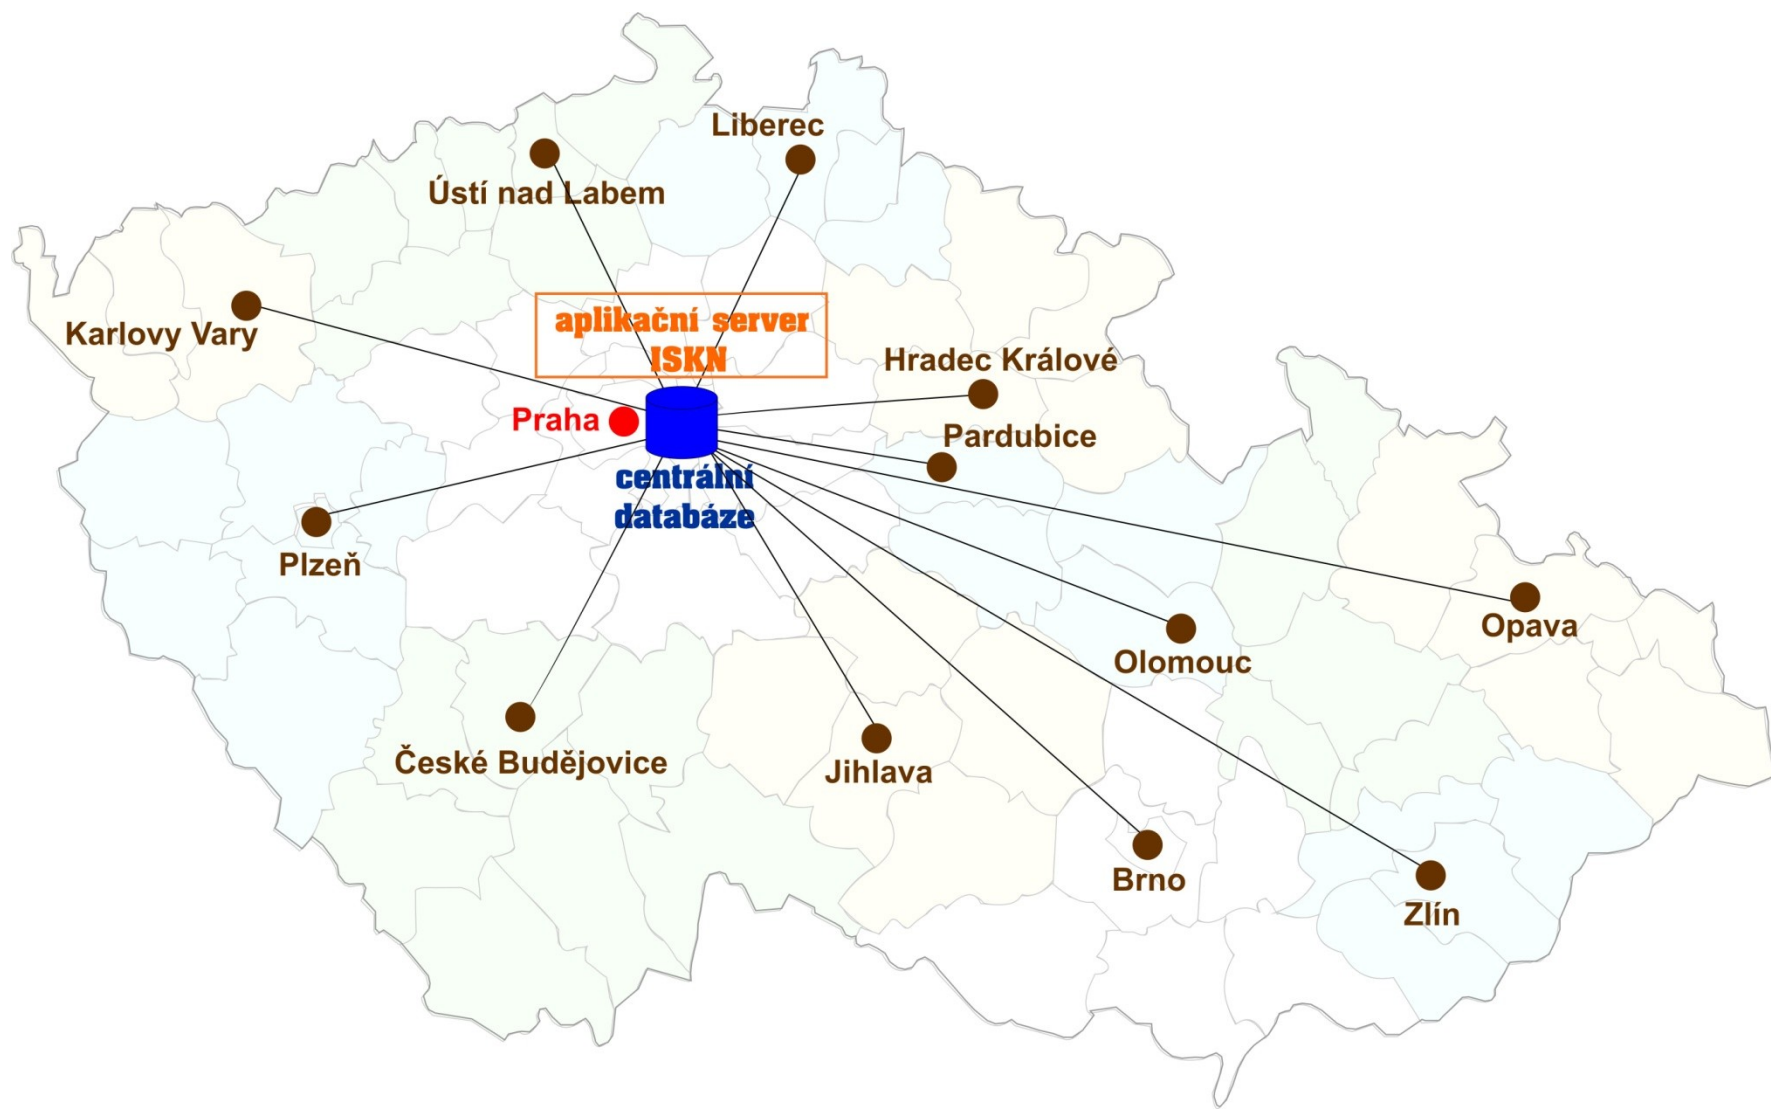 Liberec
Ústí nad Labem
Karlovy Vary
aplikační server
ISKN
Hradec Králové
Praha
Pardubice
centrální
databáze
Plzeň
Opava
Olomouc
České Budějovice
Jihlava
Brno
Zlín